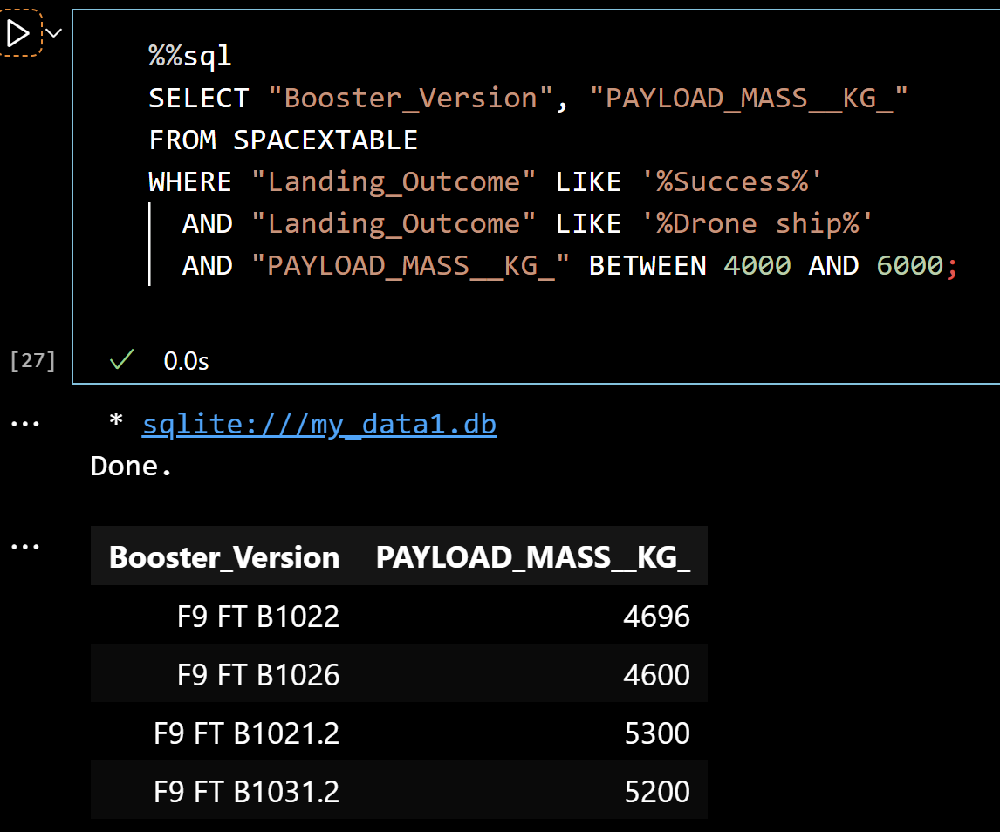 %%sql
SELECT "Booster_Version", "PAYLOAD_MASS__KG_"
FROM SPACEXTABLE
WHERE "Landing_Outcome" LIKE '%Success%'
AND "Landing_Outcome" LIKE '%Drone ship%'
AND "PAYLOAD_MASS__KG_" BETWEEN 4000 AND 6000;
[27] 0.0s
* sqlite:///my_data1.db
Done.
Booster_Version PAYLOAD_MASS__KG_
F9 FT B1022 4696
F9 FT B1026 4600
F9 FT B1021.2 5300
F9 FT B1031.2 5200